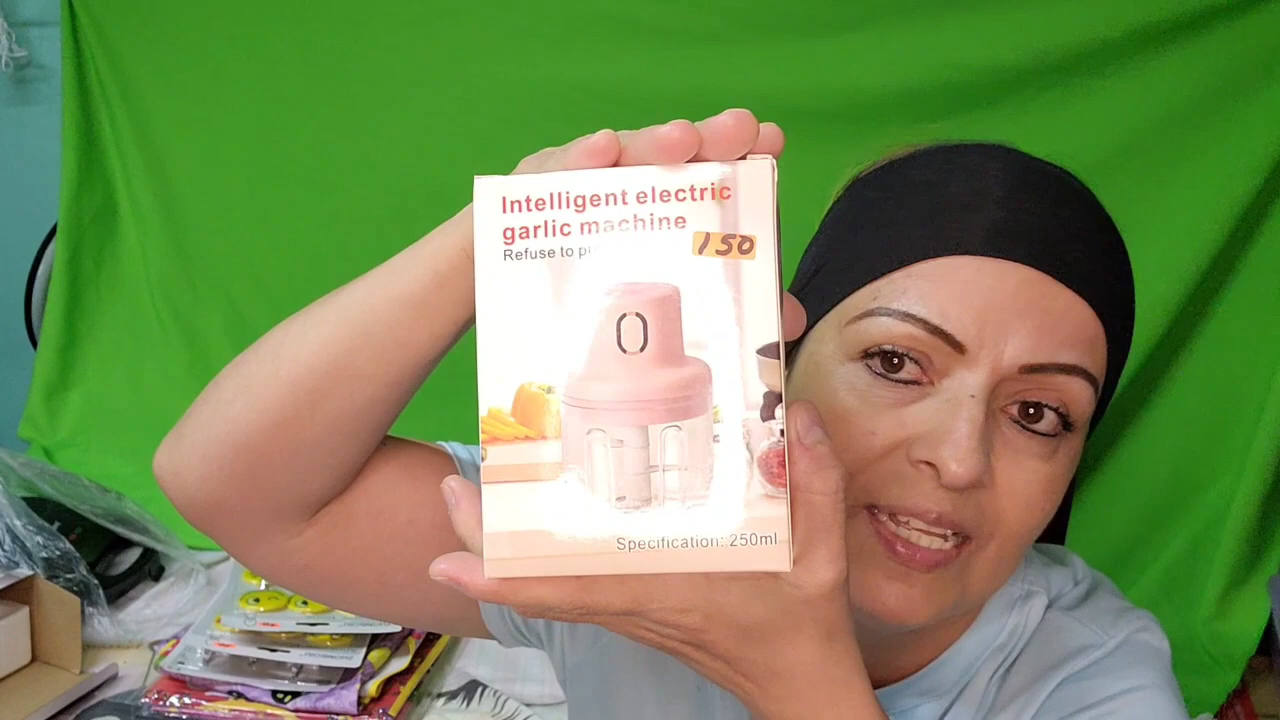 Intelligent electric
garlic machine
Refuse to
150
Specification: 250ml